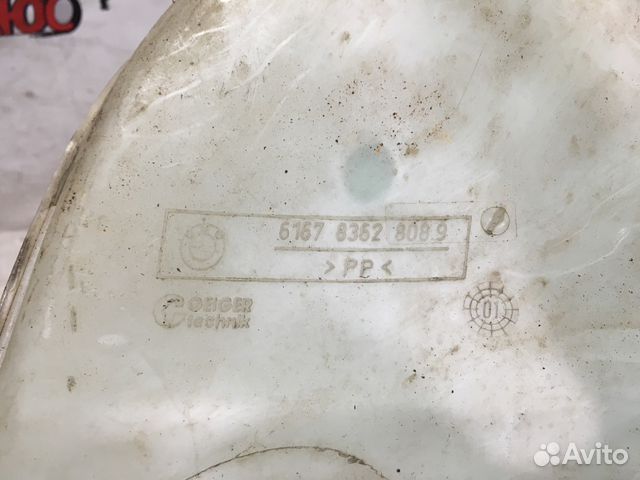 6167 8362 808 9
>PP<
GEIGER
technik
01
Avito